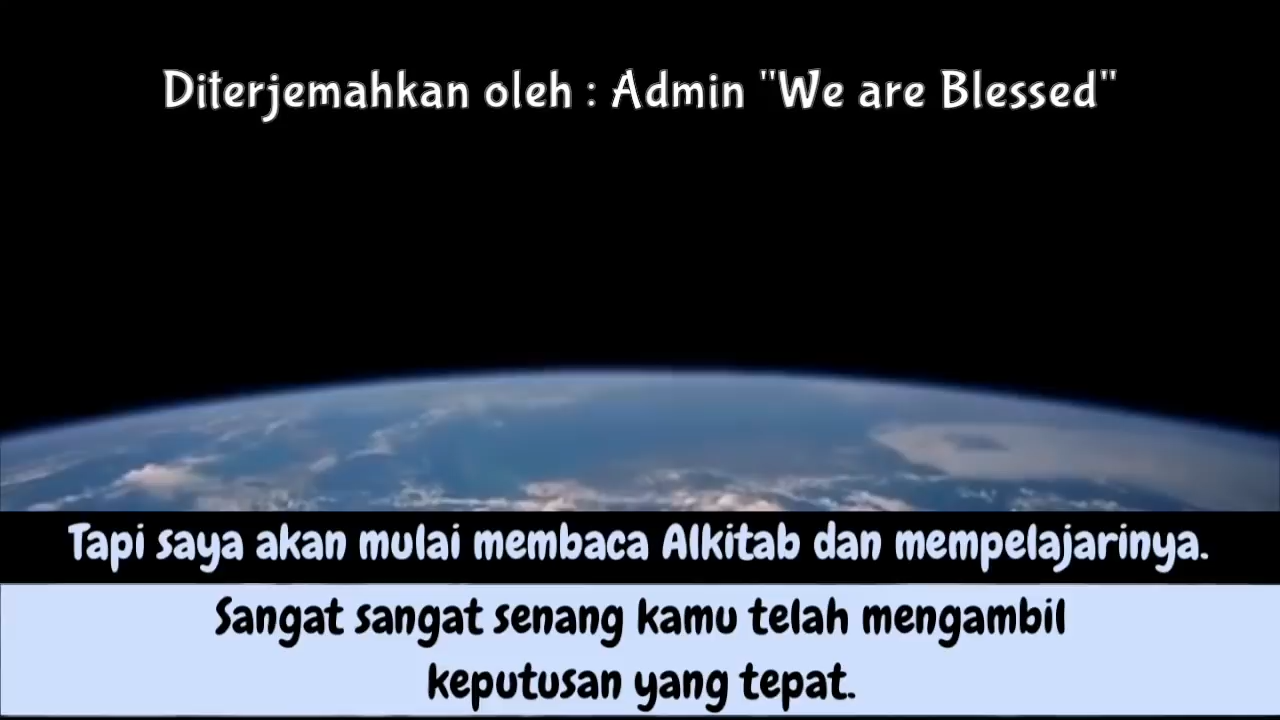 Diterjemahkan oleh : Admin "We are Blessed"
Tapi saya akan mulai membaca Alkitab dan mempelajarinya.
Sangat sangat senang kamu telah mengambil
keputusan yang tepat.